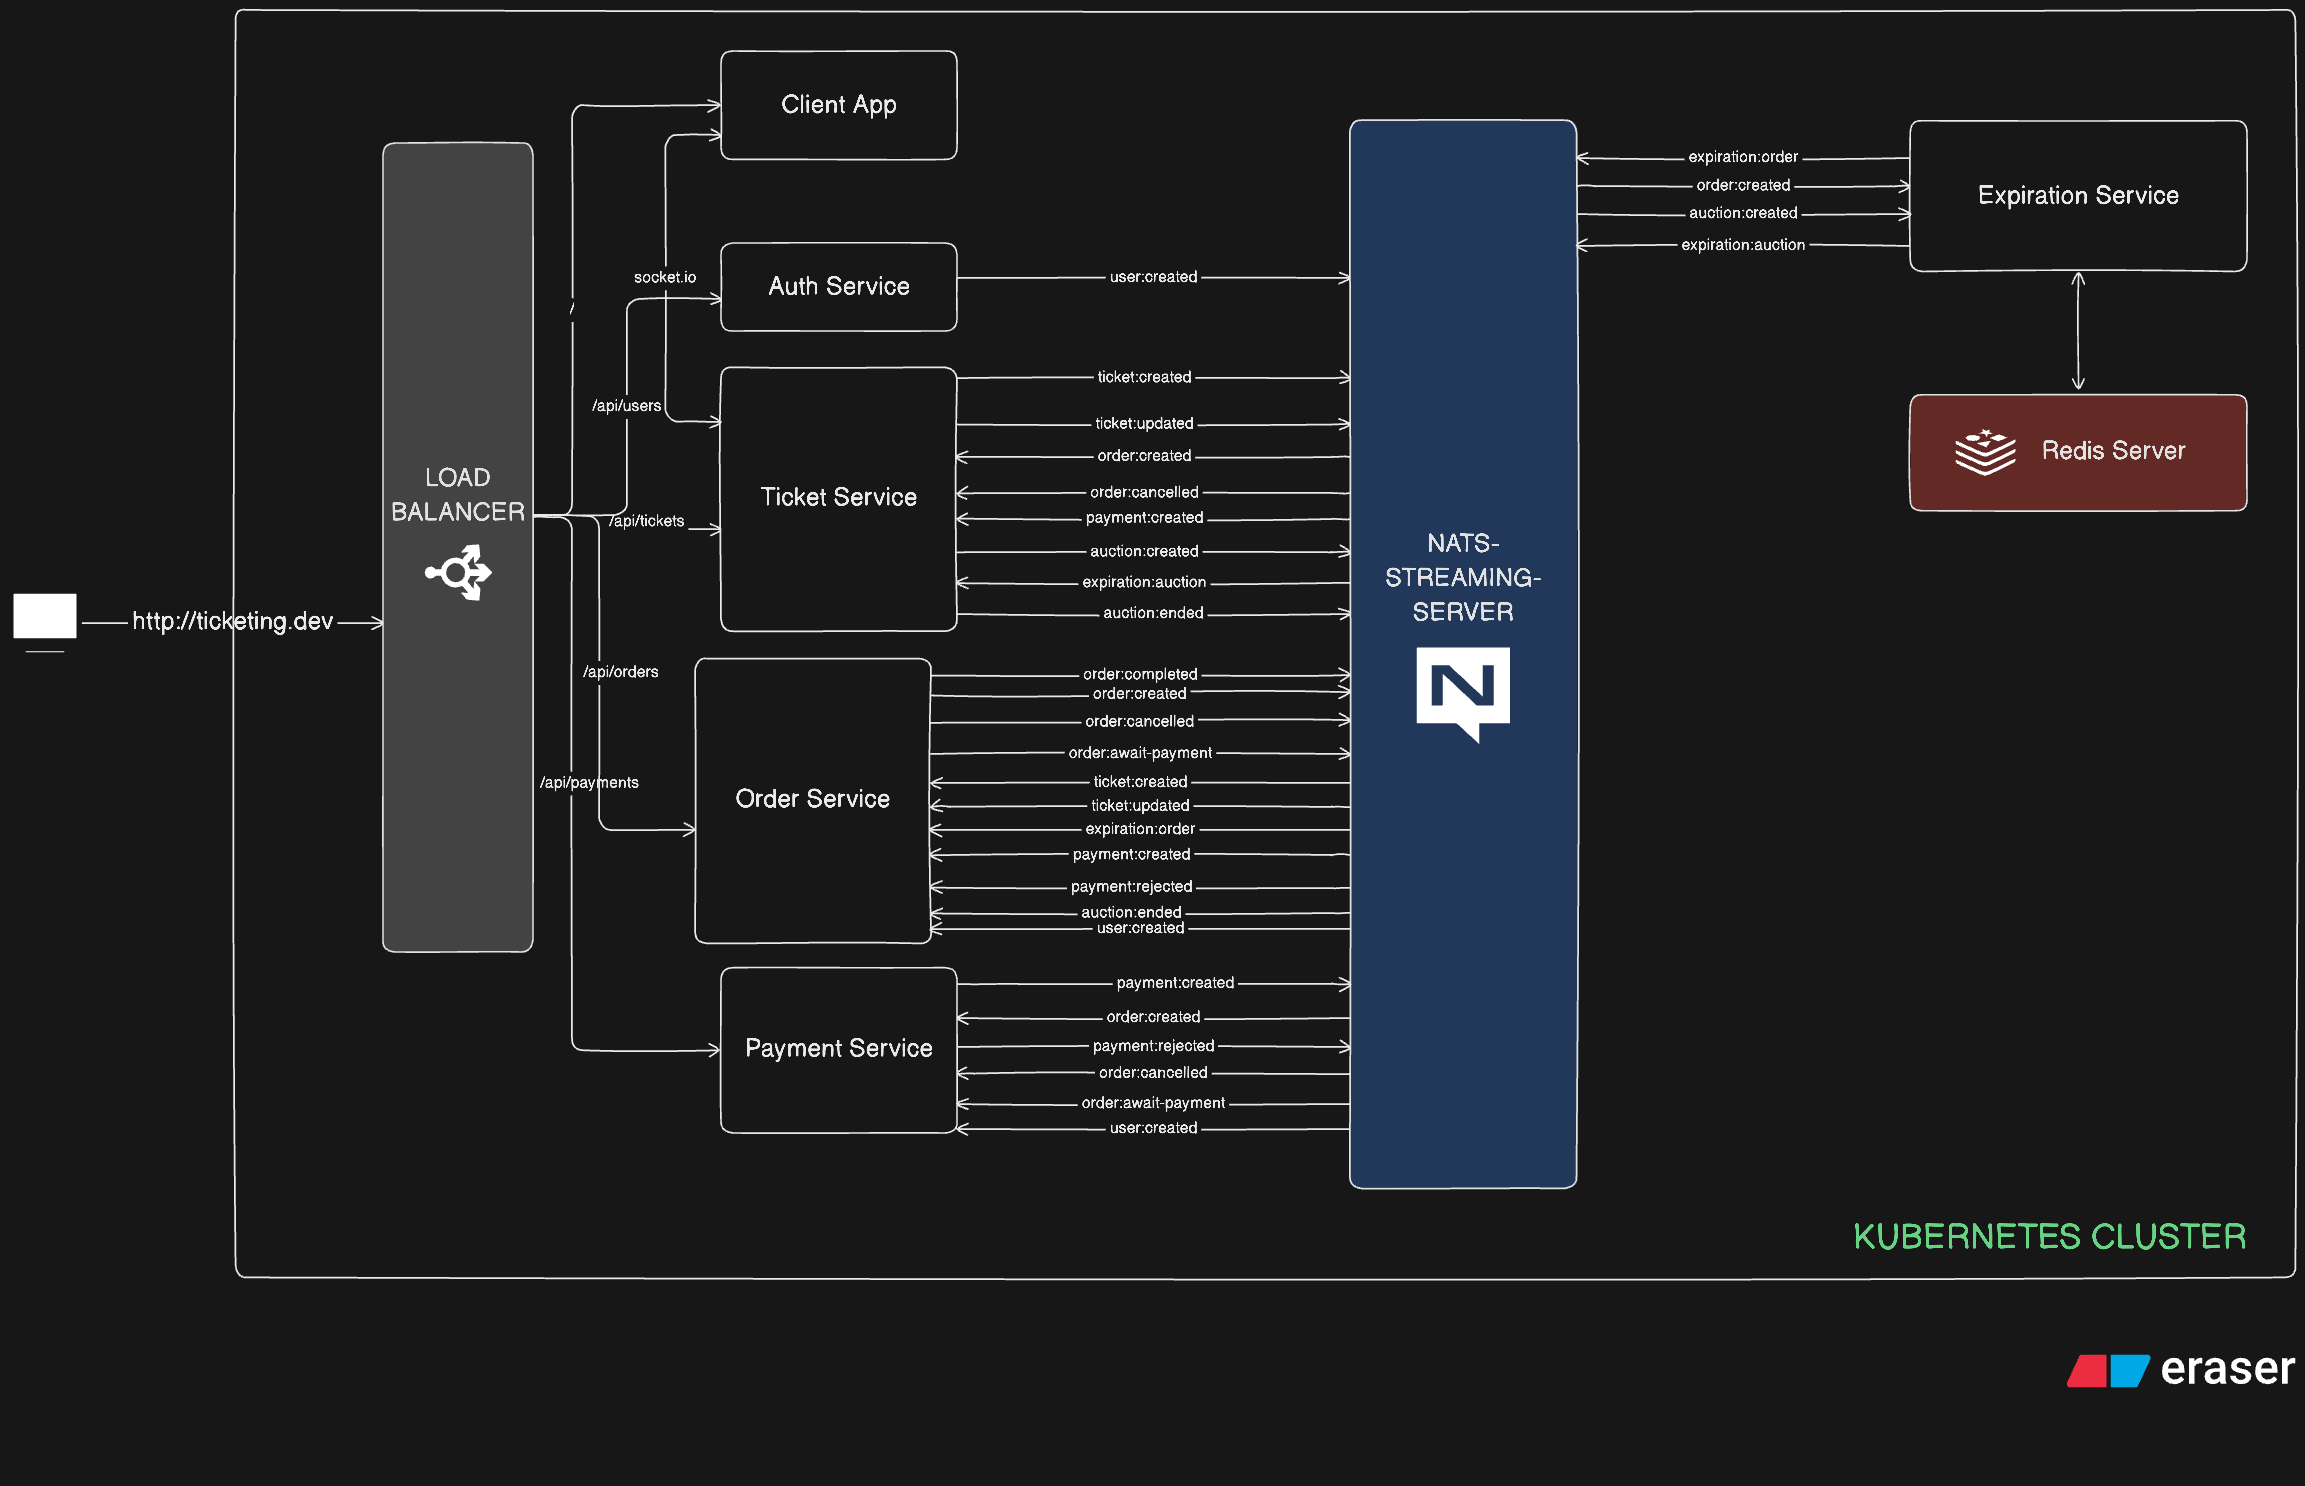 Client App
expiration:order
order:created
Expiration Service
auction:created
expiration:auction
socket.io
Auth Service
user:created
/
/api/users
ticket:created
ticket:updated
order:created
order:cancelled
payment:created
auction:created
expiration:auction
auction:ended
Ticket Service
/api/tickets
LOAD
BALANCER
Redis Server
NATS-
STREAMING-
SERVER
http://ticketing.dev
/api/orders
/api/payments
Order Service
order:completed
order:created
order:cancelled
order:await-payment
ticket:created
ticket:updated
expiration:order
payment:created
payment:rejected
auction:ended
user:created
Payment Service
payment:created
order:created
payment:rejected
order:cancelled
order:await-payment
user:created
KUBERNETES CLUSTER
eraser